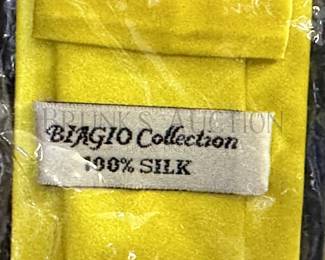 BRUNK'S AUCTION
BIAGIO Collection
100% SILK